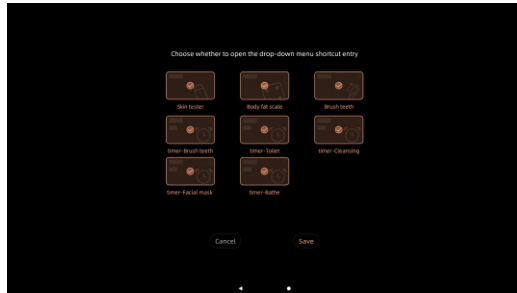 Choose whether to open the drop-down menu shortcut entry
Skin tester
Body fat scale
Brush teeth
timer-Brush teeth
timer-Toilet
timer-Cleansing
timer-Facial mask
timer-Bathe
Cancel
Save